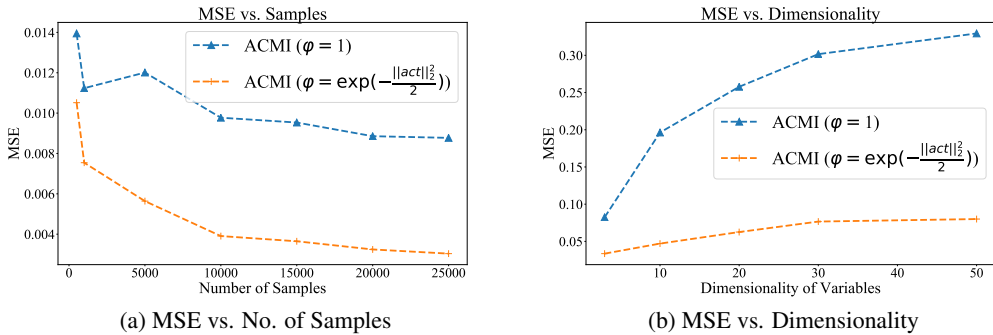 MSE vs. Samples
0.014
0.012
0.010
0.008
0.006
0.004
MSE
ACMI (φ = 1)
ACMI (φ = exp(−||act||₂²/2))
0 5000 10000 15000 20000 25000
Number of Samples
(a) MSE vs. No. of Samples
MSE vs. Dimensionality
0.30
0.25
0.20
0.15
0.10
0.05
MSE
ACMI (φ = 1)
ACMI (φ = exp(−||act||₂²/2))
10 20 30 40 50
Dimensionality of Variables
(b) MSE vs. Dimensionality